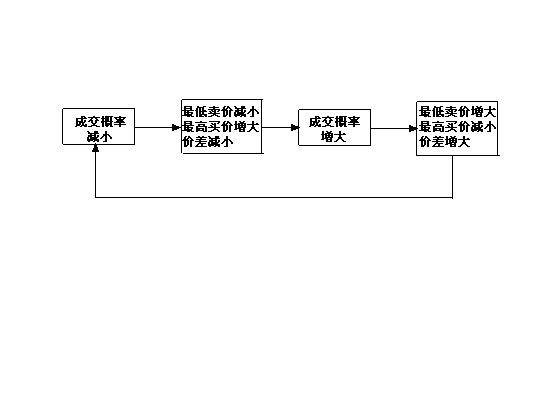 成交概率
减小
最低卖价减小
最高买价增大
价差减小
成交概率
增大
最低卖价增大
最高买价减小
价差增大